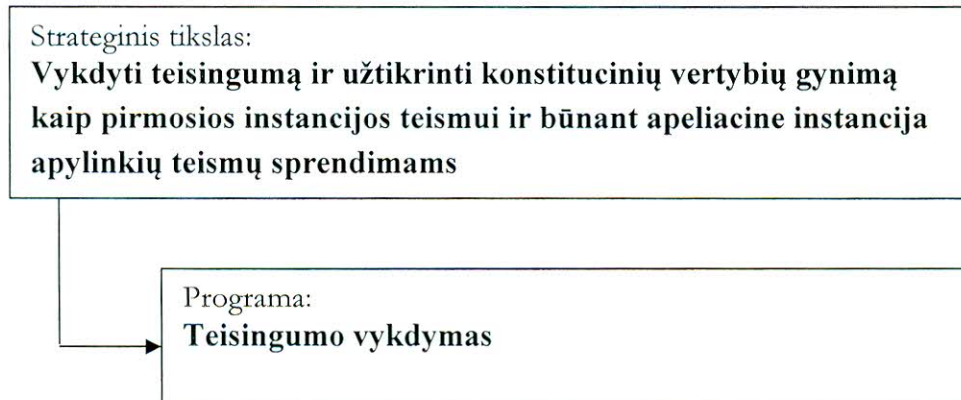 Strateginis tikslas:
Vykdyti teisingumą ir užtikrinti konstitucinių vertybių gynimą
kaip pirmosios instancijos teismui ir būnant apeliacine instancija
apylinkių teismų sprendimams
Programa:
Teisingumo vykdymas